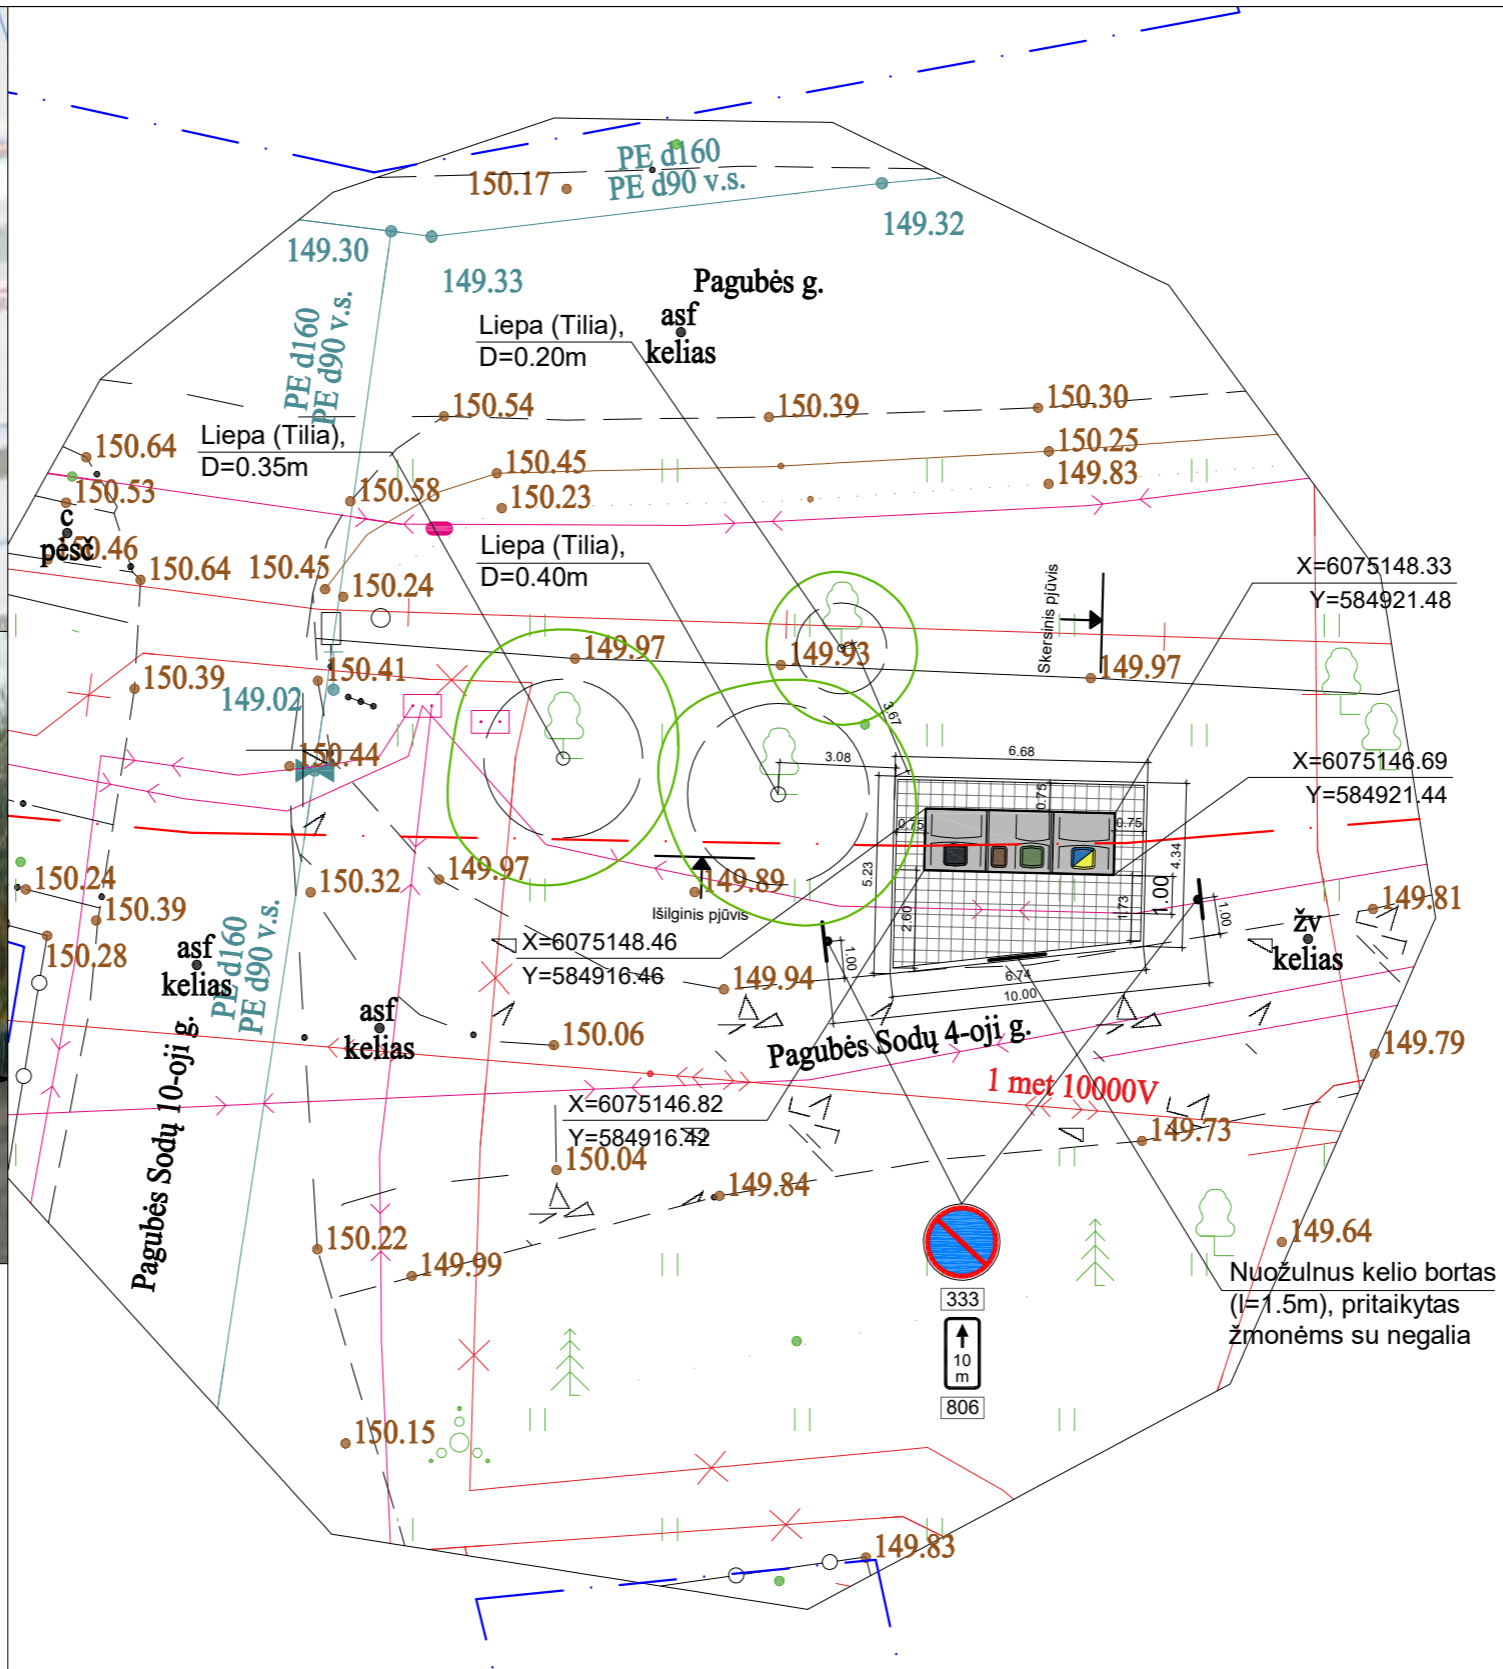 PE d160
PE d90 v.s.
150.17
149.32
149.30
149.33
Pagubės g.
asf
kelias
Liepa (Tilia),
D=0.20m
PE d160
PE d90 v.s.
150.54
150.39
150.30
150.25
149.83
Liepa (Tilia),
D=0.35m
150.64
150.53
150.45
150.23
150.58
c
pėsč
150.46
150.64
150.45
150.24
Liepa (Tilia),
D=0.40m
X=6075148.33
Y=584921.48
Skersinis pjūvis
149.97
149.93
149.97
150.39
150.41
149.02
150.44
3.67
3.08
6.68
X=6075146.69
Y=584921.44
0.75
0.75
0.75
5.23
4.34
1.00
1.73
2.60
1.00
1.00
6.74
10.00
149.97
149.89
Išilginis pjūvis
150.24
150.39
150.28
150.32
149.81
asf
kelias
PE d160
PE d90 v.s.
X=6075148.46
Y=584916.46
149.94
žv
kelias
asf
kelias
150.06
Pagubės Sodų 4-oji g.
149.79
Pagubės Sodų 10-oji g.
1 met 10000V
X=6075146.82
Y=584916.42
149.73
150.04
149.84
150.22
149.99
149.64
333
10
m
806
Nuožulnus kelio bortas
(l=1.5m), pritaikytas
žmonėms su negalia
150.15
149.83